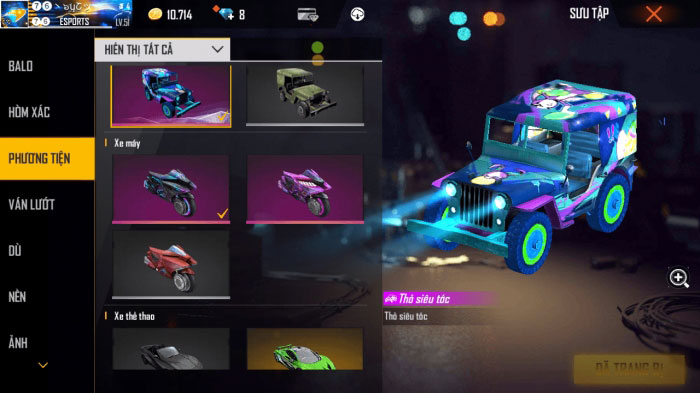 ESPORTS
LV.51
10.714
8
SƯU TẬP
HIỂN THỊ TẤT CẢ
BALO
HÒM XÁC
PHƯƠNG TIỆN
VÁN LƯỚT
DÙ
NỀN
ẢNH
Xe máy
Xe thể thao
Thỏ siêu tốc
Thỏ siêu tốc
ĐÃ TRANG BỊ